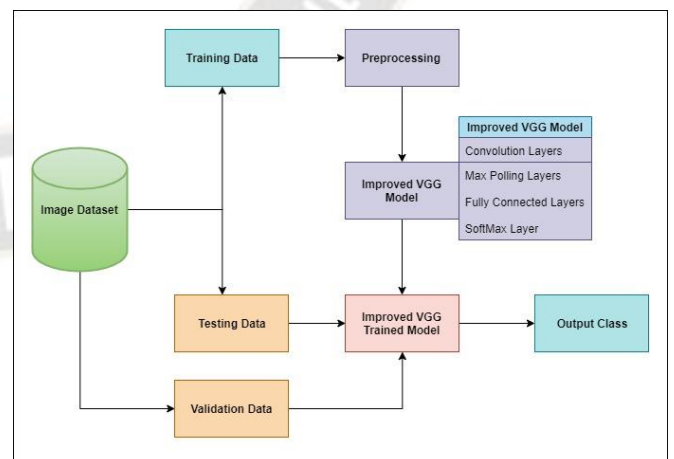 Training Data
Preprocessing
Improved VGG Model
Convolution Layers
Max Polling Layers
Fully Connected Layers
SoftMax Layer
Improved VGG
Model
Image Dataset
Testing Data
Improved VGG
Trained Model
Output Class
Validation Data